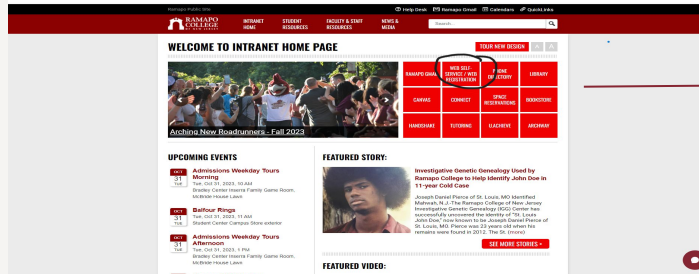 Ramapo Public Site
Help Desk
Ramapo Gmail
Calendars
QuickLinks
RAMAPO
COLLEGE
OF NEW JERSEY
INTRANET
HOME
STUDENT
RESOURCES
FACULTY & STAFF
RESOURCES
NEWS &
MEDIA
Search...
WELCOME TO INTRANET HOME PAGE
TOUR NEW DESIGN
A
A
RAMAPO GMAIL
WEB SELF-
SERVICE / WEB
REGISTRATION
PHONE
DIRECTORY
LIBRARY
CANVAS
CONNECT
SPACE
RESERVATIONS
BOOKSTORE
HANDSHAKE
TUTORING
U.ACHIEVE
ARCHWAY
Arching New Roadrunners - Fall 2023
UPCOMING EVENTS
OCT
31
TUE
Admissions Weekday Tours
Morning
Tue, Oct 31, 2023, 10 AM
Bradley Center Inserra Family Game Room,
McBride House Lawn
OCT
31
TUE
Balfour Rings
Tue, Oct 31, 2023, 11 AM
Student Center Campus Store exterior
OCT
31
TUE
Admissions Weekday Tours
Afternoon
Tue, Oct 31, 2023, 1 PM
Bradley Center Inserra Family Game Room,
McBride House Lawn
FEATURED STORY:
Investigative Genetic Genealogy Used by
Ramapo College to Help Identify John Doe in
11-year Cold Case
Joseph Daniel Pierce of St. Louis, MO Identified
Mahwah, N.J.-The Ramapo College of New Jersey
Investigative Genetic Genealogy (IGG) Center has
successfully uncovered the identity of "St. Louis
John Doe," now known to be Joseph Daniel Pierce of
St. Louis, MO. Pierce was 23 years old when his
remains were found in 2012. The St. (more)
SEE MORE STORIES »
FEATURED VIDEO: